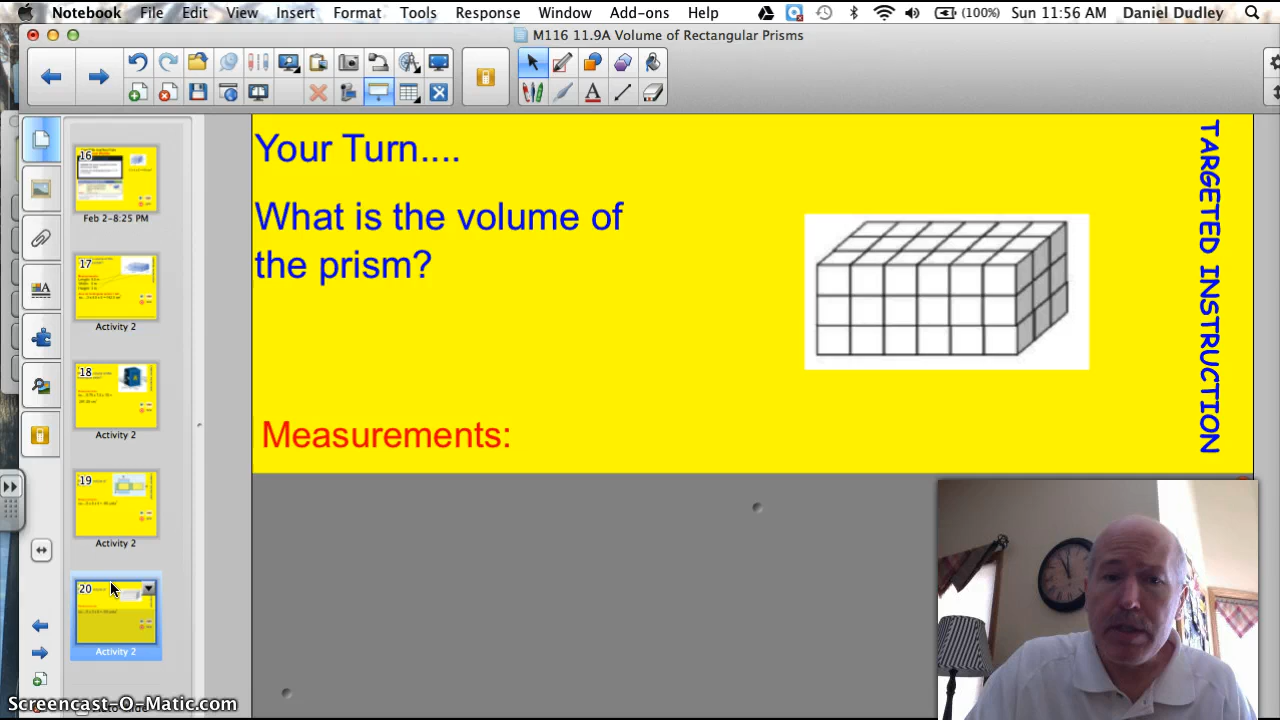 Notebook File Edit View Insert Format Tools Response Window Add-ons Help (100%) Sun 11:56 AM Daniel Dudley
M116 11.9A Volume of Rectangular Prisms
Your Turn....
What is the volume of
the prism?
Measurements:
TARGETED INSTRUCTION
16
Feb 2-8:25 PM
17
Activity 2
18
Activity 2
19
Activity 2
20
Activity 2
Screencast-O-Matic.com